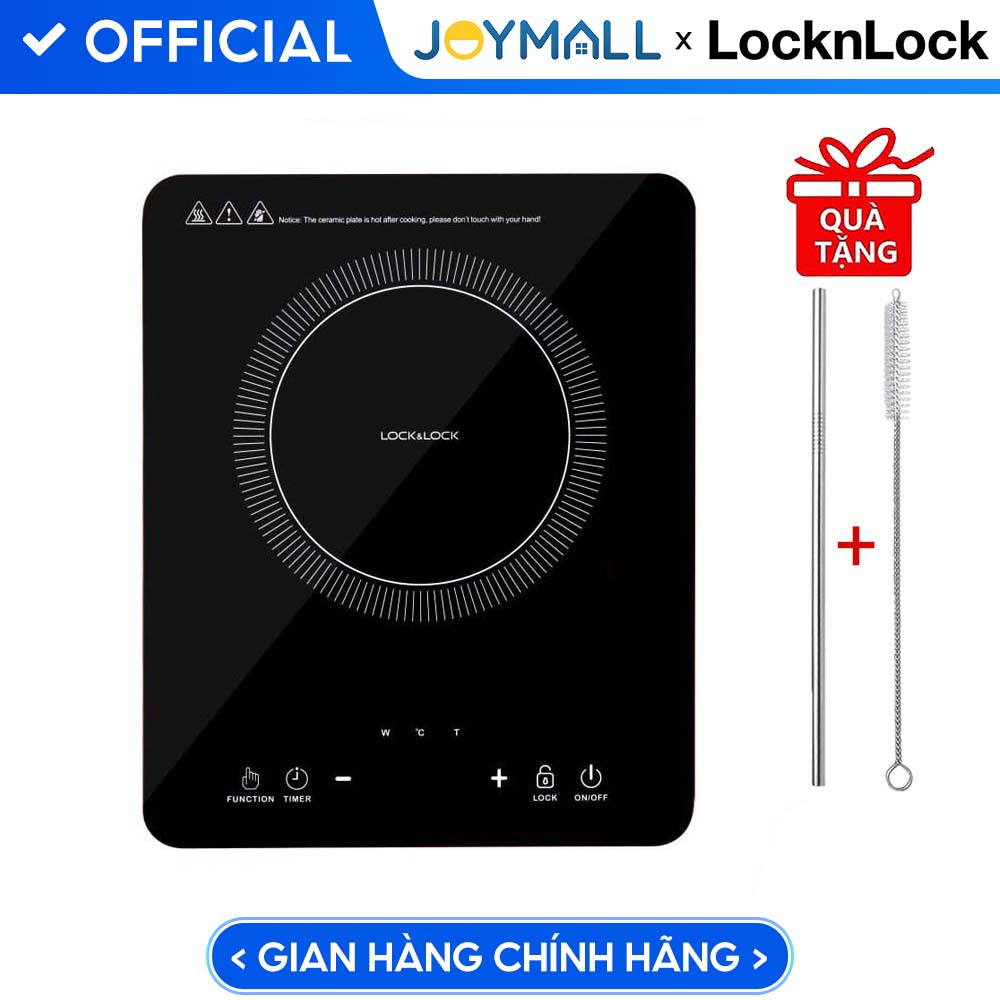 OFFICIAL
JOYMALL x LocknLock
Notice: The ceramic plate is hot after cooking, please don't touch with your hand!
QUÀ
TẶNG
LOCK&LOCK
W °C T
FUNCTION TIMER − + LOCK ON/OFF
< GIAN HÀNG CHÍNH HÃNG >